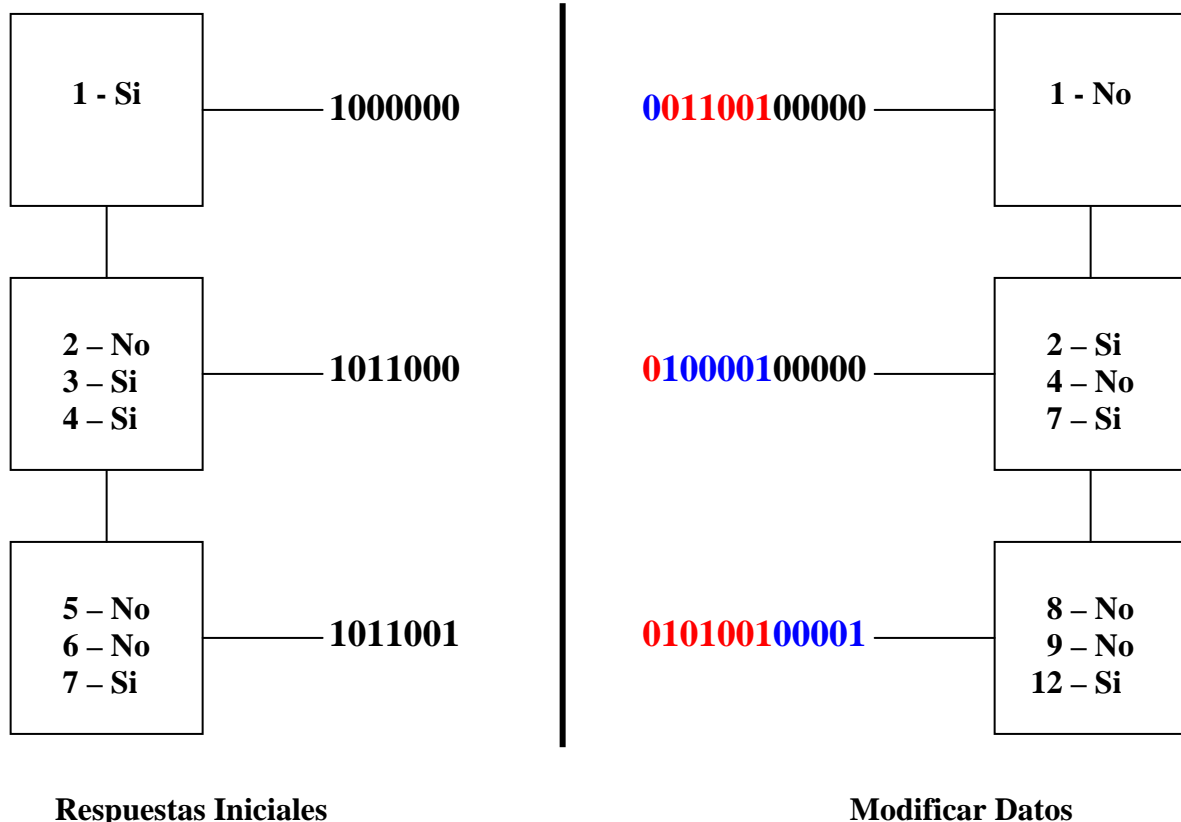 1 - Si
1000000
2 – No
3 – Si
4 – Si
1011000
5 – No
6 – No
7 – Si
1011001
Respuestas Iniciales
001100100000
1 - No
010000100000
2 – Si
4 – No
7 – Si
010100100001
8 – No
9 – No
12 – Si
Modificar Datos